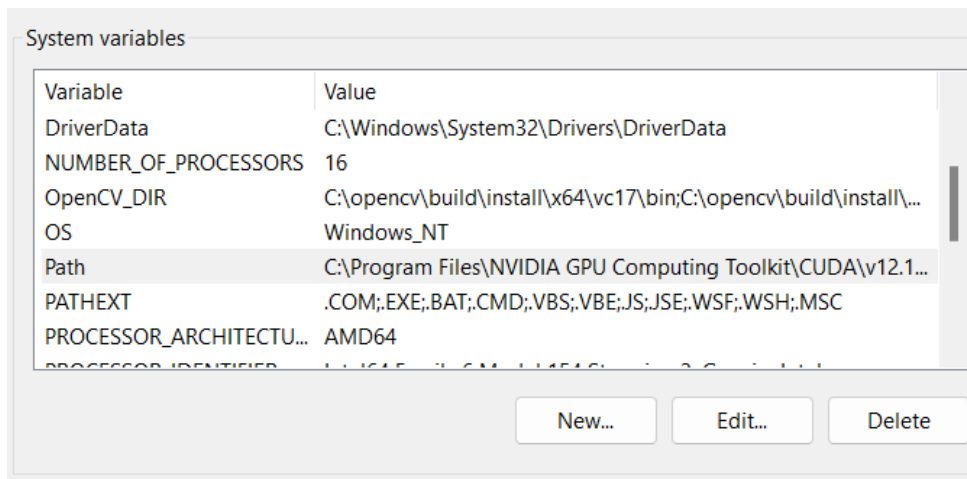 System variables
Variable Value
DriverData C:\Windows\System32\Drivers\DriverData
NUMBER_OF_PROCESSORS 16
OpenCV_DIR C:\opencv\build\install\x64\vc17\bin;C:\opencv\build\install\...
OS Windows_NT
Path C:\Program Files\NVIDIA GPU Computing Toolkit\CUDA\v12.1...
PATHEXT .COM;.EXE;.BAT;.CMD;.VBS;.VBE;.JS;.JSE;.WSF;.WSH;.MSC
PROCESSOR_ARCHITECTU... AMD64
PROCESSOR_IDENTIFIER
New... Edit... Delete